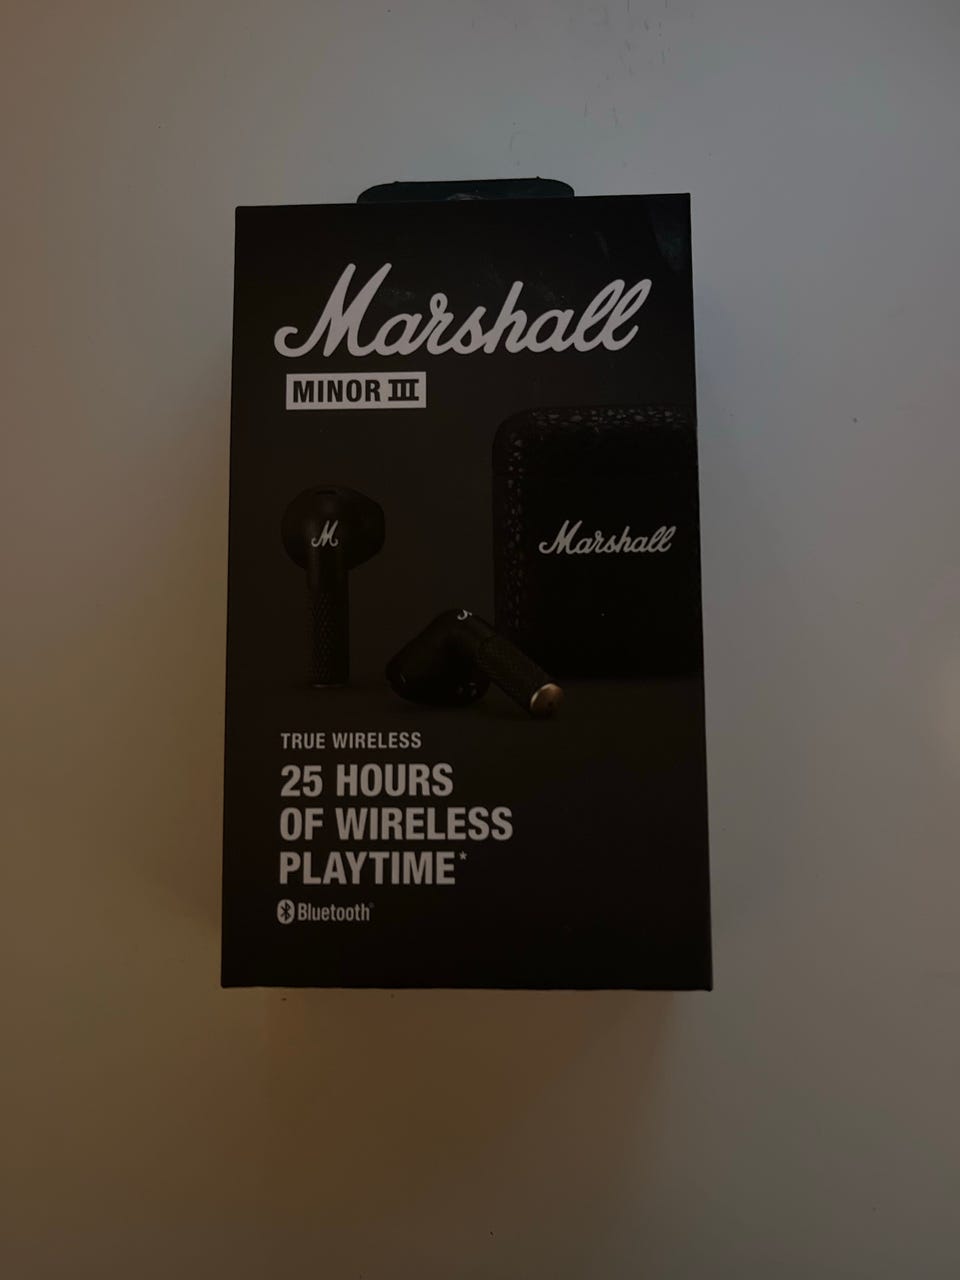 Marshall
MINOR III
M
Marshall
TRUE WIRELESS
25 HOURS
OF WIRELESS
PLAYTIME*
Bluetooth®